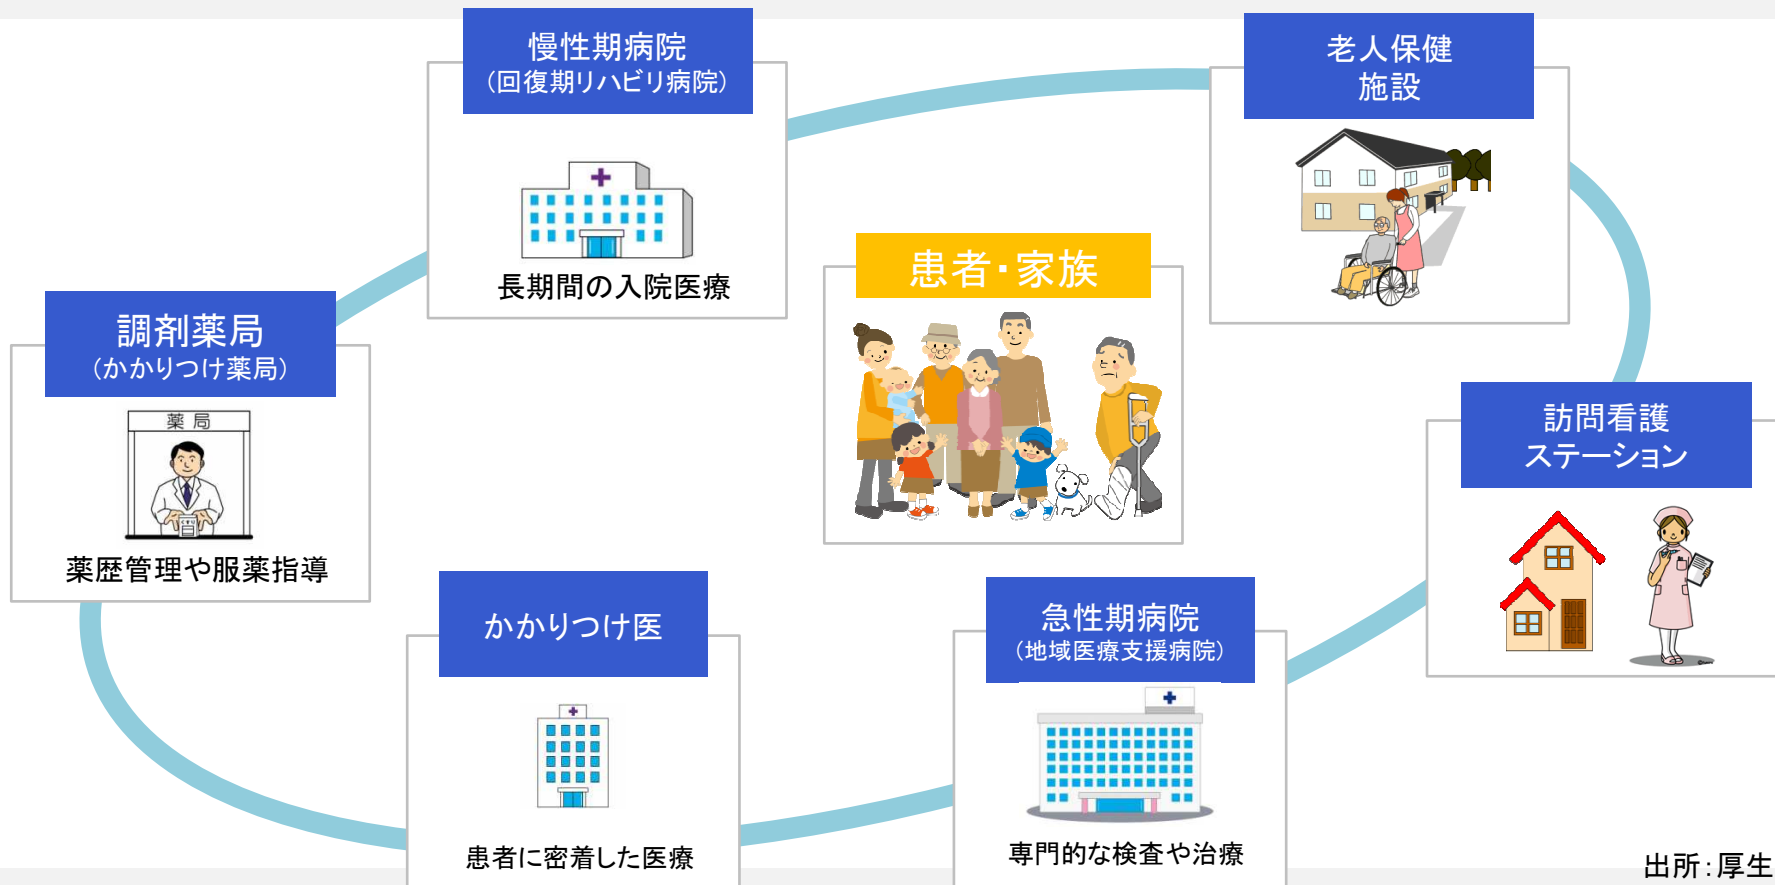 慢性期病院
（回復期リハビリ病院）
長期間の入院医療
老人保健
施設
患者・家族
調剤薬局
（かかりつけ薬局）
薬局
薬歴管理や服薬指導
訪問看護
ステーション
かかりつけ医
患者に密着した医療
急性期病院
（地域医療支援病院）
専門的な検査や治療
出所：厚生